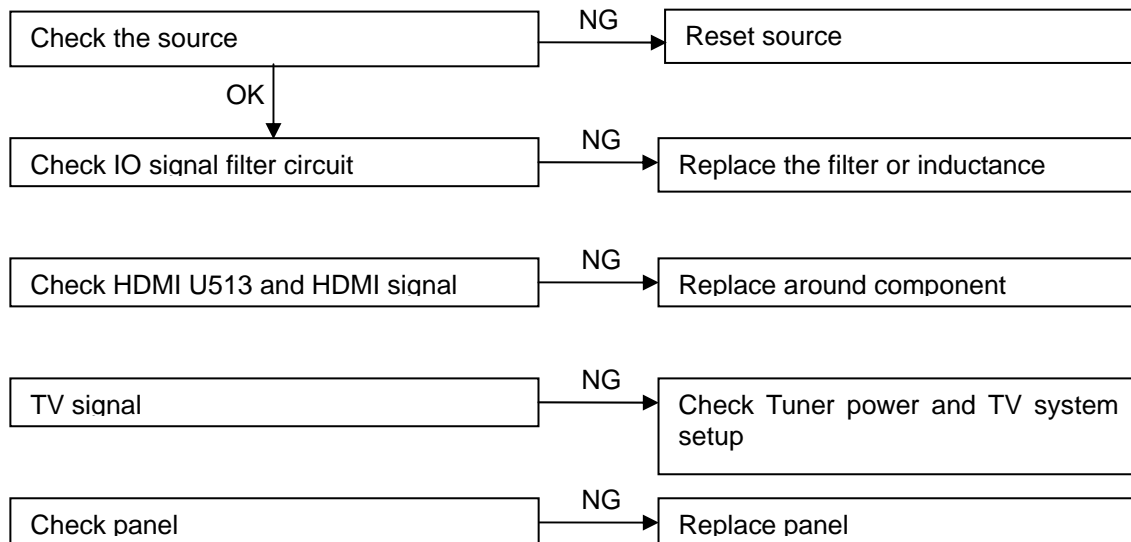 Check the source
NG
Reset source
OK
Check IO signal filter circuit
NG
Replace the filter or inductance
Check HDMI U513 and HDMI signal
NG
Replace around component
TV signal
NG
Check Tuner power and TV system
setup
Check panel
NG
Replace panel